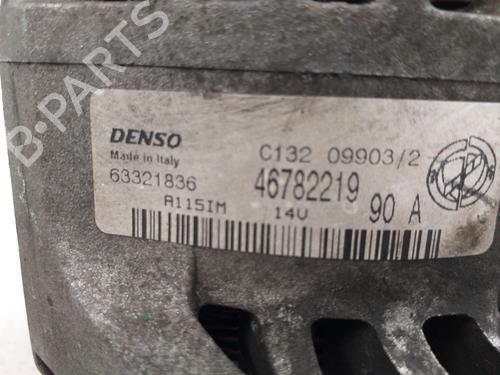 B-PARTS
DENSO
Made in Italy
C132 09903/2
63321836
46782219
A115IM
14V
90 A